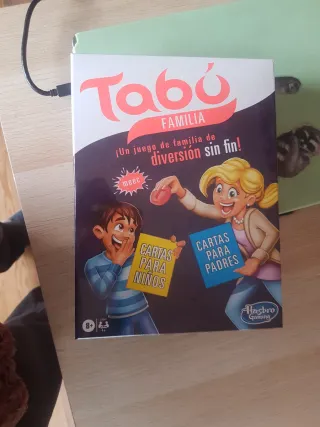 Tabú
FAMILIA
¡Un juego de familia de
diversión sin fin!
CARTAS
PARA
NIÑOS
CARTAS
PARA
PADRES
8+
Hasbro
Gaming